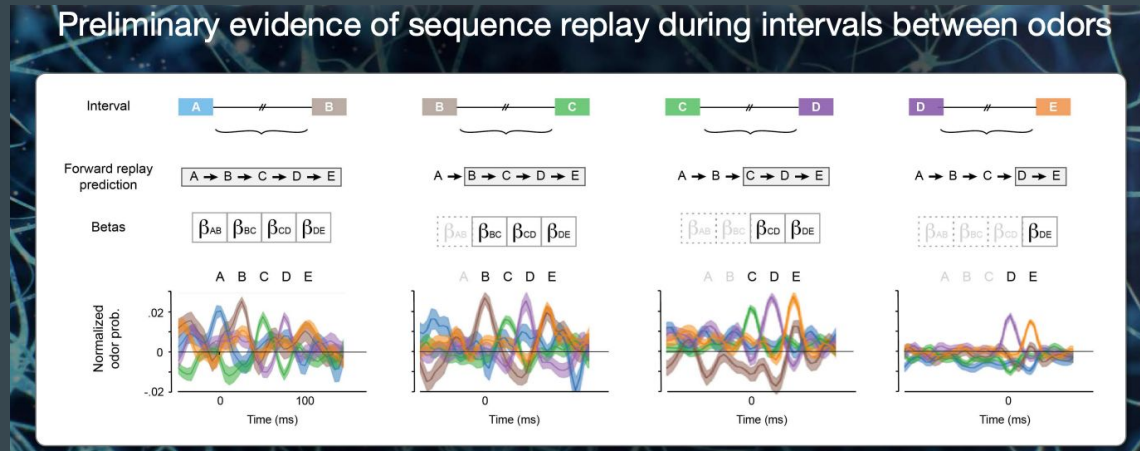 Preliminary evidence of sequence replay during intervals between odors
Interval
A // B
B // C
C // D
D // E
Forward replay
prediction
A → B → C → D → E
A → B → C → D → E
A → B → C → D → E
A → B → C → D → E
Betas
βAB βBC βCD βDE
βAB βBC βCD βDE
βAB βBC βCD βDE
βAB βBC βCD βDE
A B C D E
A B C D E
A B C D E
A B C D E
Normalized
odor prob.
.02
0
-.02
0 100
0
0
0
Time (ms)
Time (ms)
Time (ms)
Time (ms)